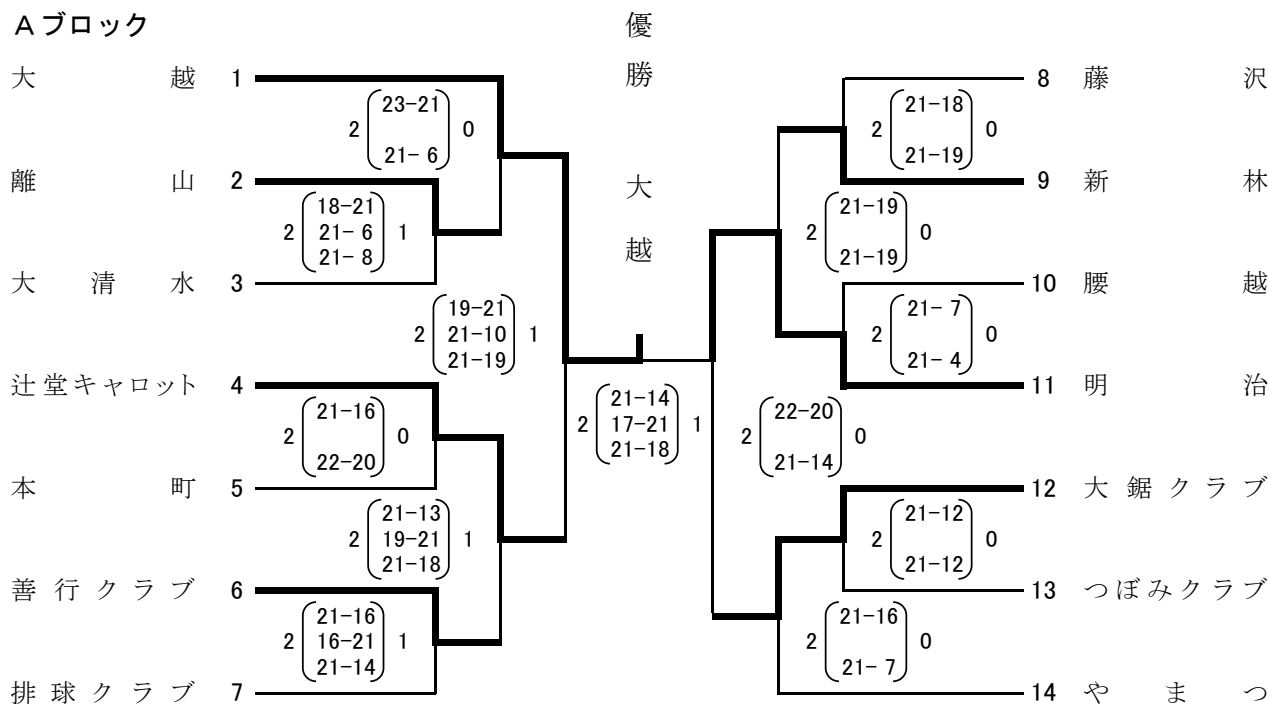 Aブロック
優勝 大越
大越 1
2 23-21 21- 6 0
離山 2
2 18-21 21- 6 21- 8 1
大清水 3
2 19-21 21-10 21-19 1
辻堂キャロット 4
2 21-16 22-20 0
本町 5
2 21-13 19-21 21-18 1
善行クラブ 6
2 21-16 16-21 21-14 1
排球クラブ 7
2 21-14 17-21 21-18 1
8 藤沢
2 21-18 21-19 0
9 新林
2 21-19 21-19 0
10 腰越
2 21- 7 21- 4 0
11 明治
2 22-20 21-14 0
12 大鋸クラブ
2 21-12 21-12 0
13 つぼみクラブ
2 21-16 21- 7 0
14 やまつ